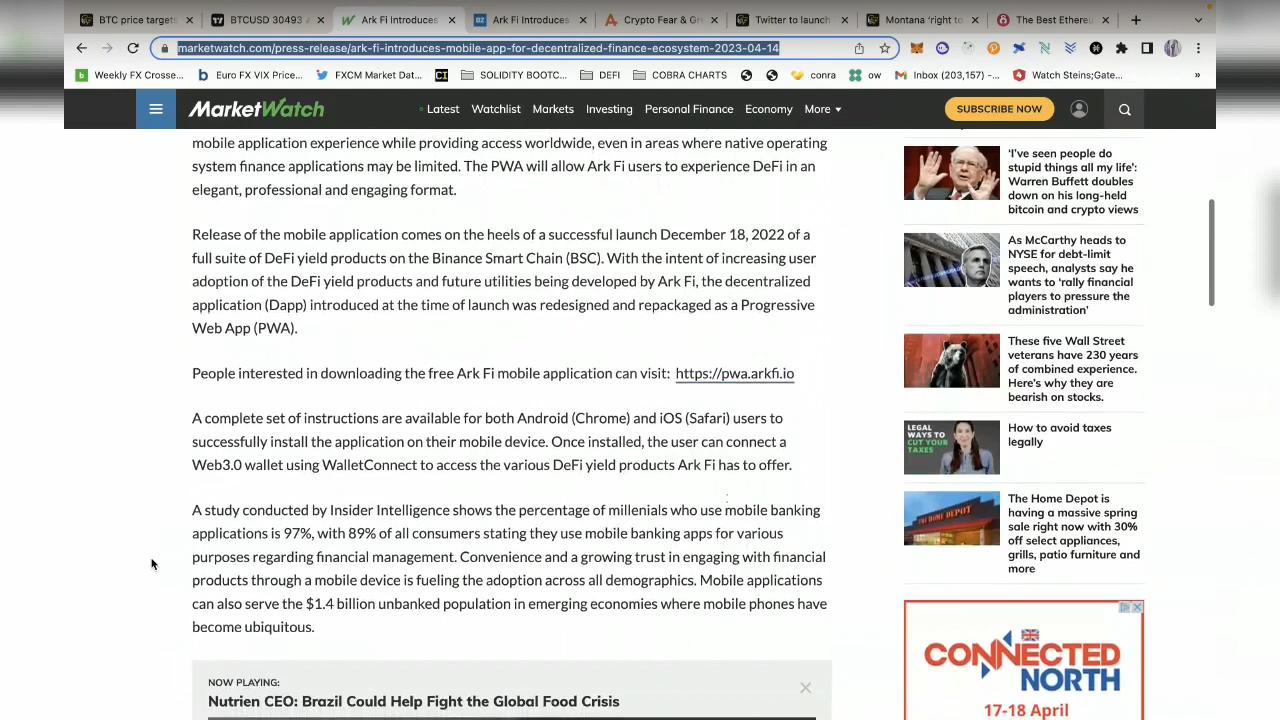 BTC price targets
BTCUSD 30493
Ark Fi Introduces
Ark Fi Introduces
Crypto Fear & Gr
Twitter to launch
Montana 'right to
The Best Ethereu
marketwatch.com/press-release/ark-fi-introduces-mobile-app-for-decentralized-finance-ecosystem-2023-04-14
Weekly FX Crosse...
Euro FX VIX Price...
FXCM Market Dat...
SOLIDITY BOOTC...
DEFI
COBRA CHARTS
conra
ow
Inbox (203,157) -...
Watch Steins;Gate...
»
MarketWatch
Latest
Watchlist
Markets
Investing
Personal Finance
Economy
More
SUBSCRIBE NOW
mobile application experience while providing access worldwide, even in areas where native operating
system finance applications may be limited. The PWA will allow Ark Fi users to experience DeFi in an
elegant, professional and engaging format.
Release of the mobile application comes on the heels of a successful launch December 18, 2022 of a
full suite of DeFi yield products on the Binance Smart Chain (BSC). With the intent of increasing user
adoption of the DeFi yield products and future utilities being developed by Ark Fi, the decentralized
application (Dapp) introduced at the time of launch was redesigned and repackaged as a Progressive
Web App (PWA).
People interested in downloading the free Ark Fi mobile application can visit: https://pwa.arkfi.io
A complete set of instructions are available for both Android (Chrome) and iOS (Safari) users to
successfully install the application on their mobile device. Once installed, the user can connect a
Web3.0 wallet using WalletConnect to access the various DeFi yield products Ark Fi has to offer.
A study conducted by Insider Intelligence shows the percentage of millenials who use mobile banking
applications is 97%, with 89% of all consumers stating they use mobile banking apps for various
purposes regarding financial management. Convenience and a growing trust in engaging with financial
products through a mobile device is fueling the adoption across all demographics. Mobile applications
can also serve the $1.4 billion unbanked population in emerging economies where mobile phones have
become ubiquitous.
NOW PLAYING:
Nutrien CEO: Brazil Could Help Fight the Global Food Crisis
'I've seen people do
stupid things all my life':
Warren Buffett doubles
down on his long-held
bitcoin and crypto views
As McCarthy heads to
NYSE for debt-limit
speech, analysts say he
wants to 'rally financial
players to pressure the
administration'
These five Wall Street
veterans have 230 years
of combined experience.
Here's why they are
bearish on stocks.
LEGAL
WAYS TO
CUT YOUR
TAXES
How to avoid taxes
legally
THE HOME DEPOT
The Home Depot is
having a massive spring
sale right now with 30%
off select appliances,
grills, patio furniture and
more
CONNECTED
NORTH
17-18 April